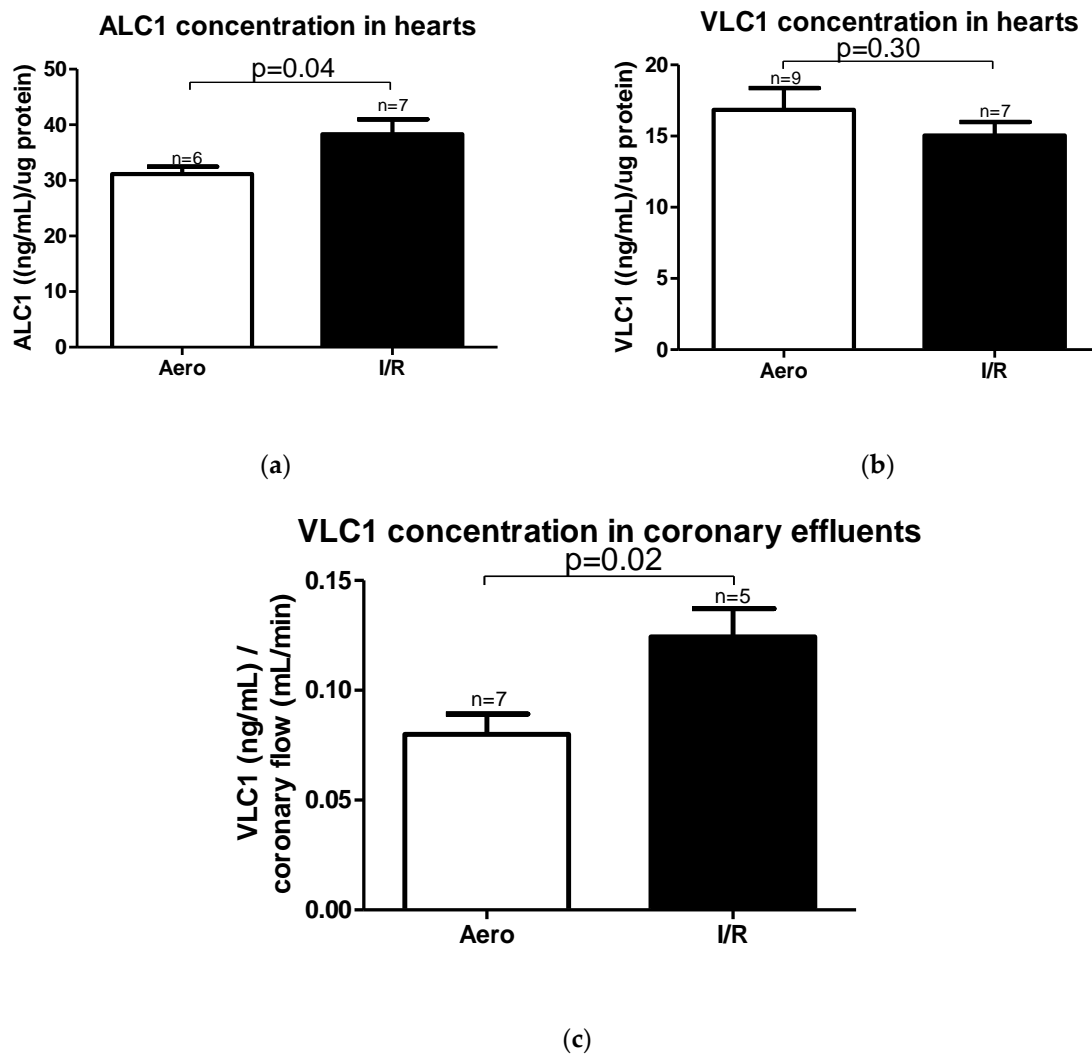 ALC1 concentration in hearts
p=0.04
n=6
n=7
ALC1 ((ng/mL)/ug protein)
50
40
30
20
10
0
Aero
I/R
(a)
VLC1 concentration in hearts
p=0.30
n=9
n=7
VLC1 ((ng/mL)/ug protein)
20
15
10
5
0
Aero
I/R
(b)
VLC1 concentration in coronary effluents
p=0.02
n=7
n=5
VLC1 (ng/mL) /
coronary flow (mL/min)
0.15
0.10
0.05
0.00
Aero
I/R
(c)